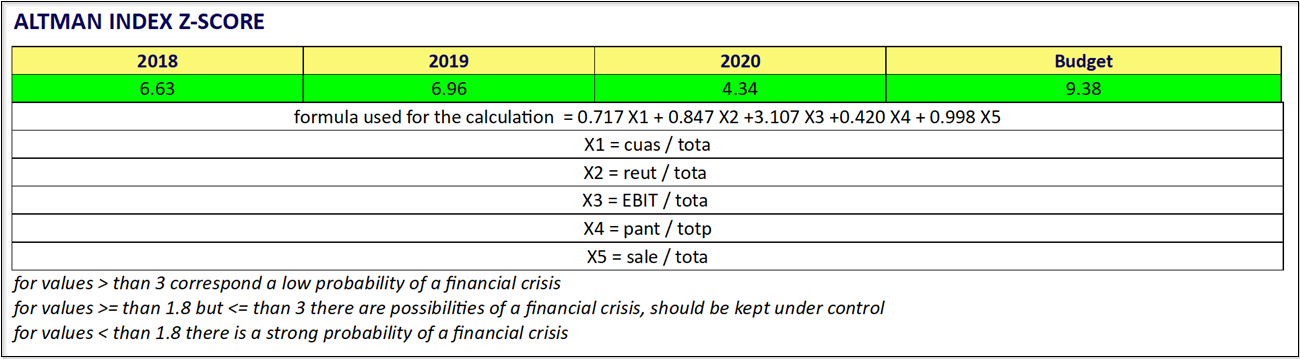 ALTMAN INDEX Z-SCORE
2018 2019 2020 Budget
6.63 6.96 4.34 9.38
formula used for the calculation = 0.717 X1 + 0.847 X2 +3.107 X3 +0.420 X4 + 0.998 X5
X1 = cuas / tota
X2 = reut / tota
X3 = EBIT / tota
X4 = pant / totp
X5 = sale / tota
for values > than 3 correspond a low probability of a financial crisis
for values >= than 1.8 but <= than 3 there are possibilities of a financial crisis, should be kept under control
for values < than 1.8 there is a strong probability of a financial crisis